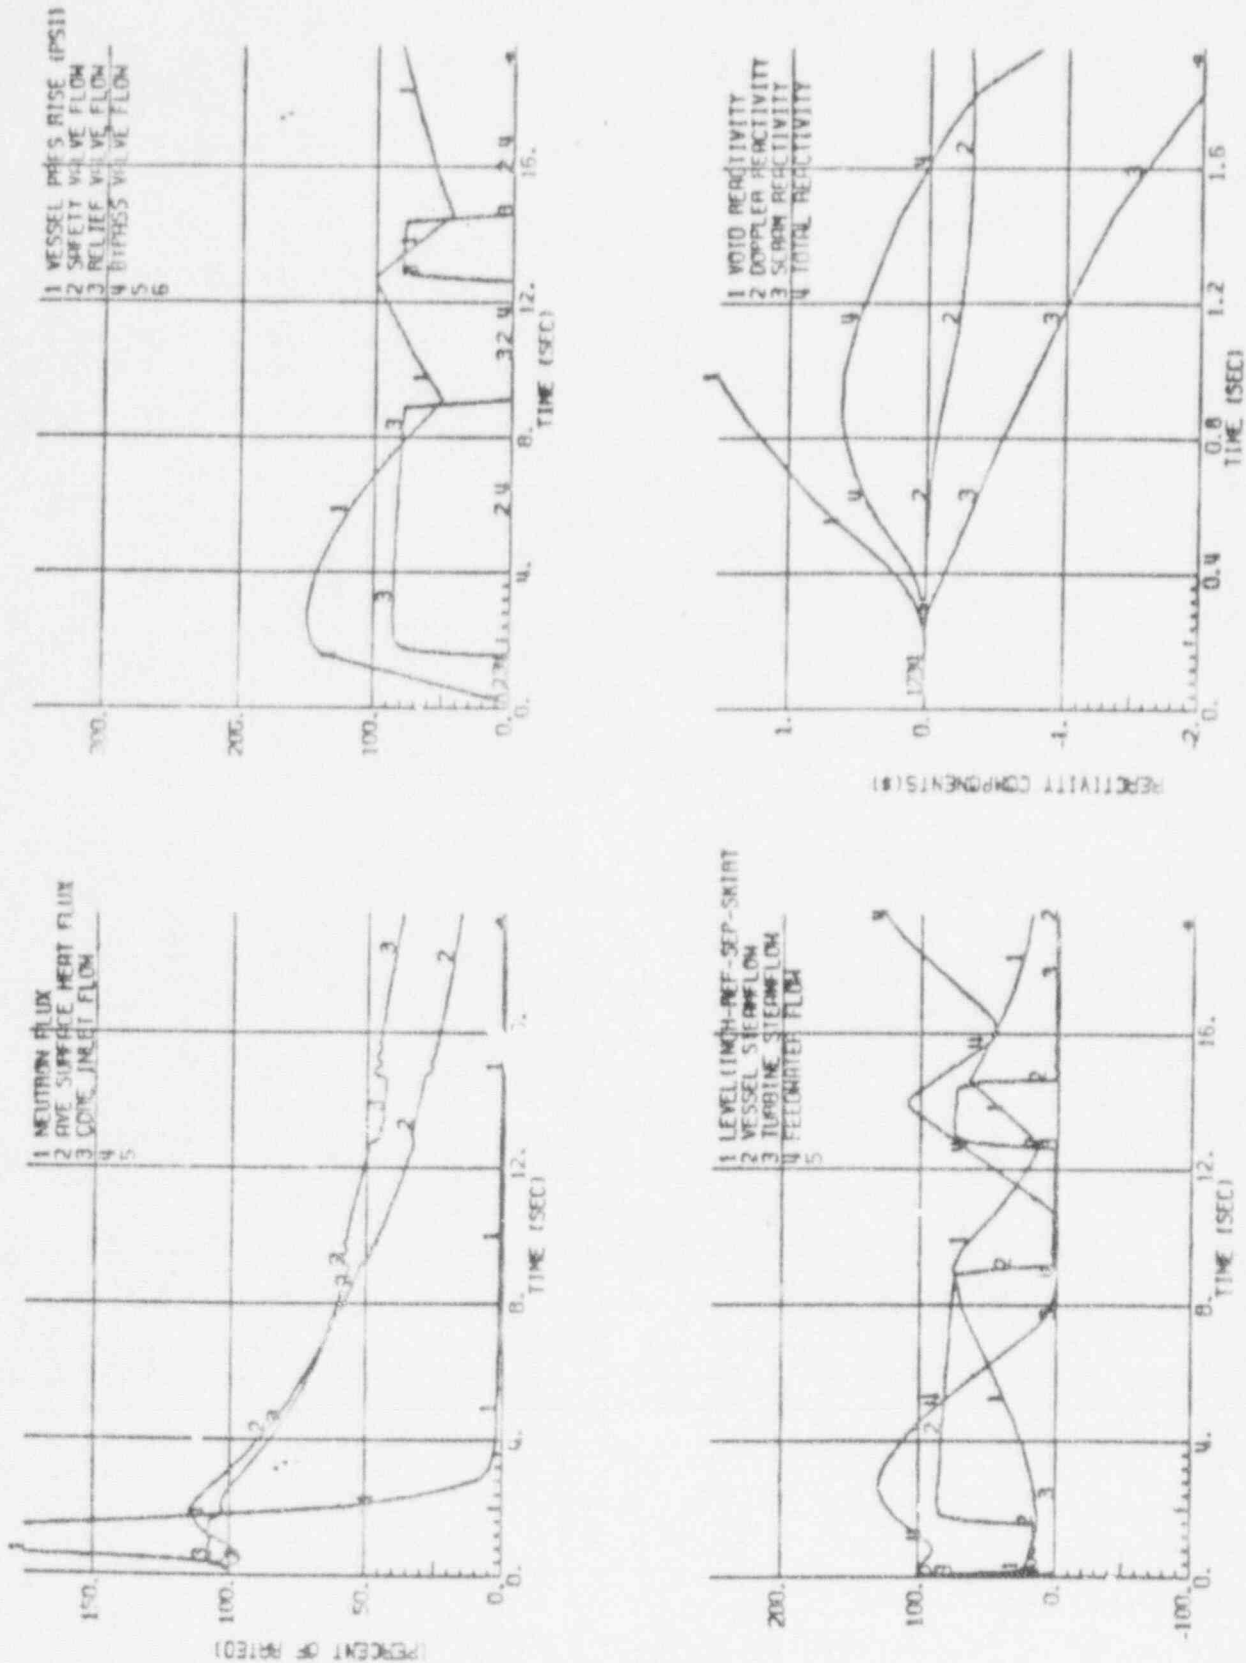 1 NEUTRON FLUX
2 AVE SURFACE HEAT FLUX
3 CORE INLET FLOW
4
5
150.
100.
50.
0.
(PERCENT OF RATED)
0.
4.
8.
12.
TIME (SEC)
1 VESSEL PRES RISE (PSI)
2 SAFETY VALVE FLOW
3 RELIEF VALVE FLOW
4 BYPASS VALVE FLOW
5
6
300.
200.
100.
0.
0.
4.
8.
12.
16.
TIME (SEC)
1 LEVEL(INCH-REF-SEP-SKIRT
2 VESSEL STEAMFLOW
3 TURBINE STEAMFLOW
4 FEEDWATER FLOW
5
100.
0.
-100.
0.
4.
8.
12.
16.
TIME (SEC)
1 VOID REACTIVITY
2 DOPPLER REACTIVITY
3 SCRAM REACTIVITY
4 TOTAL REACTIVITY
1.
0.
-1.
-2.
REACTIVITY COMPONENTS($)
0.
0.4
0.8
1.2
1.6
TIME (SEC)